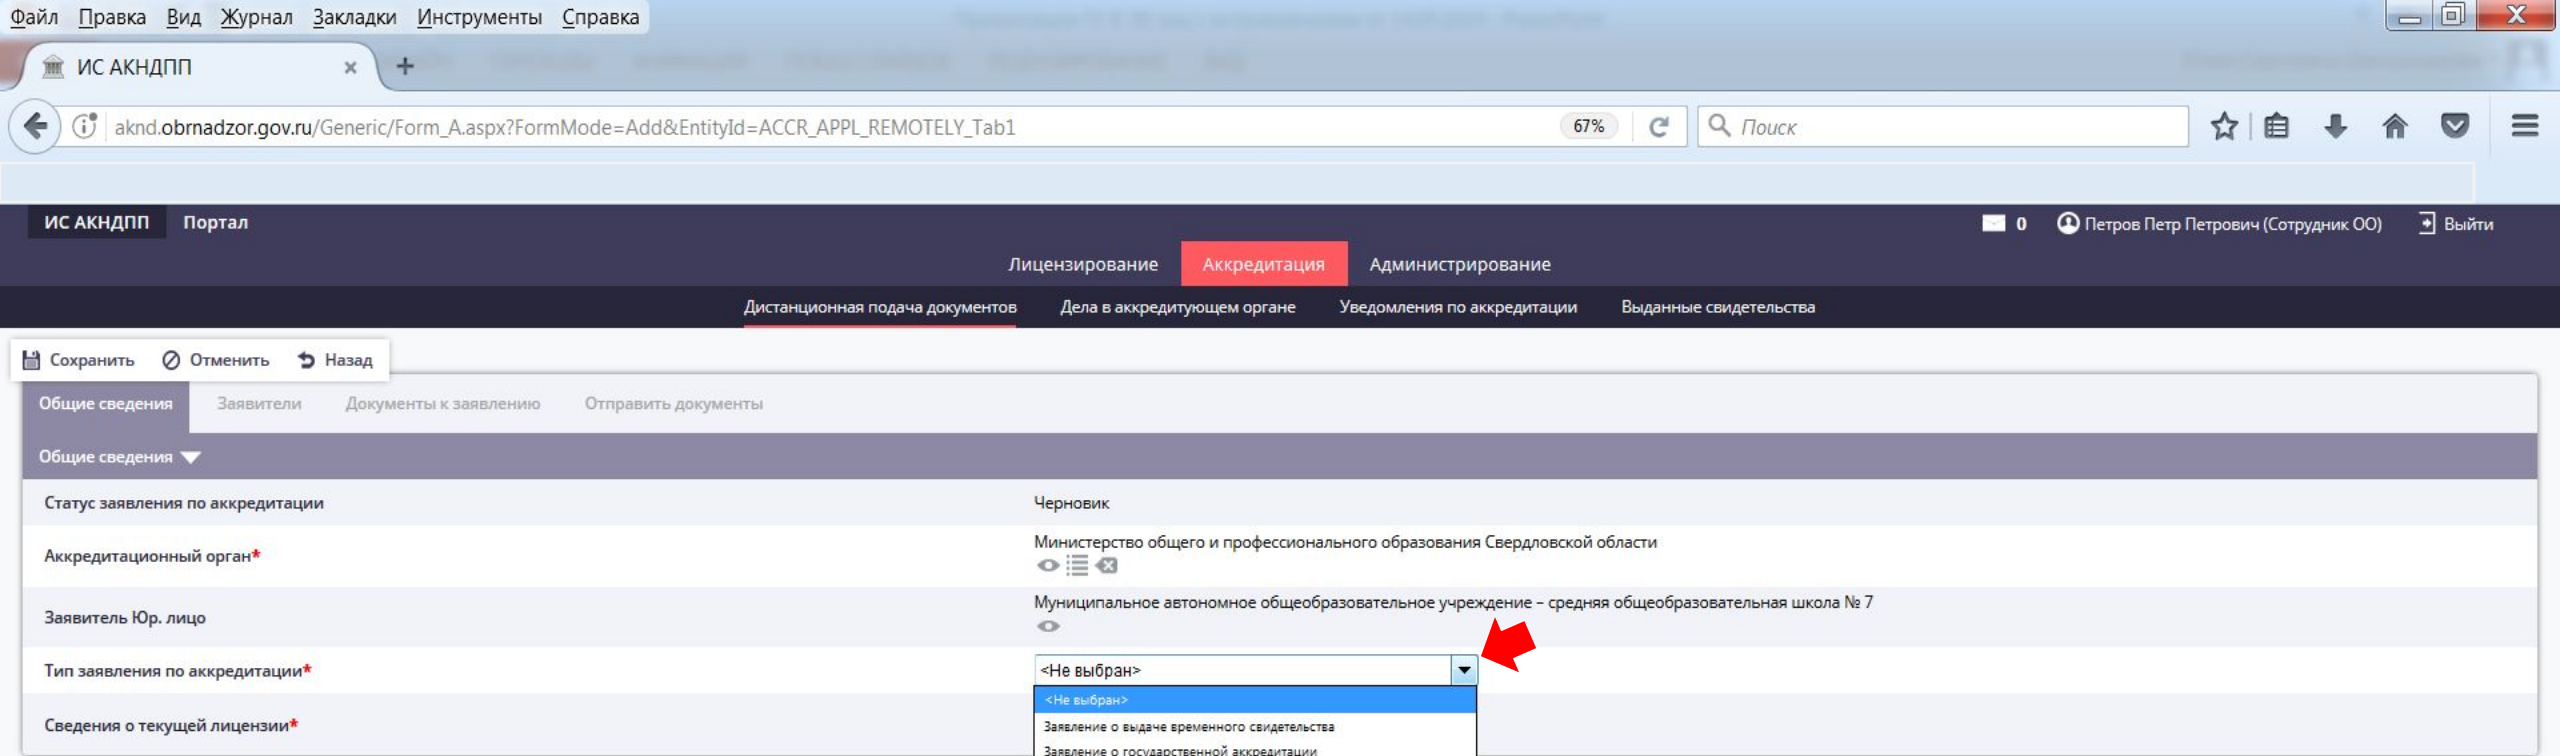 Файл Правка Вид Журнал Закладки Инструменты Справка
ИС АКНДПП
aknd.obrnadzor.gov.ru/Generic/Form_A.aspx?FormMode=Add&EntityId=ACCR_APPL_REMOTELY_Tab1 67% Поиск
ИС АКНДПП Портал 0 Петров Петр Петрович (Сотрудник ОО) Выйти
Лицензирование Аккредитация Администрирование
Дистанционная подача документов Дела в аккредитующем органе Уведомления по аккредитации Выданные свидетельства
Сохранить Отменить Назад
Общие сведения Заявители Документы к заявлению Отправить документы
Общие сведения
Статус заявления по аккредитации Черновик
Аккредитационный орган* Министерство общего и профессионального образования Свердловской области
Заявитель Юр. лицо Муниципальное автономное общеобразовательное учреждение – средняя общеобразовательная школа № 7
Тип заявления по аккредитации* <Не выбран>
<Не выбран>
Сведения о текущей лицензии* Заявление о выдаче временного свидетельства
Заявление о государственной аккредитации